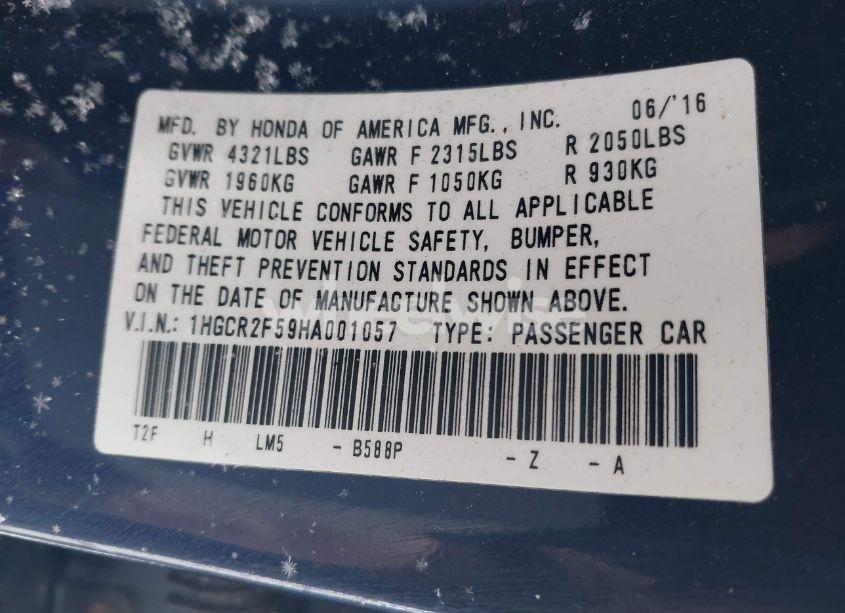 MFD. BY HONDA OF AMERICA MFG., INC. 06/'16
GVWR 4321LBS GAWR F 2315LBS R 2050LBS
GVWR 1960KG GAWR F 1050KG R 930KG
THIS VEHICLE CONFORMS TO ALL APPLICABLE
FEDERAL MOTOR VEHICLE SAFETY, BUMPER,
AND THEFT PREVENTION STANDARDS IN EFFECT
ON THE DATE OF MANUFACTURE SHOWN ABOVE.
V.I.N.: 1HGCR2F59HA001057 TYPE: PASSENGER CAR
T2F H LM5 - B588P - Z - A